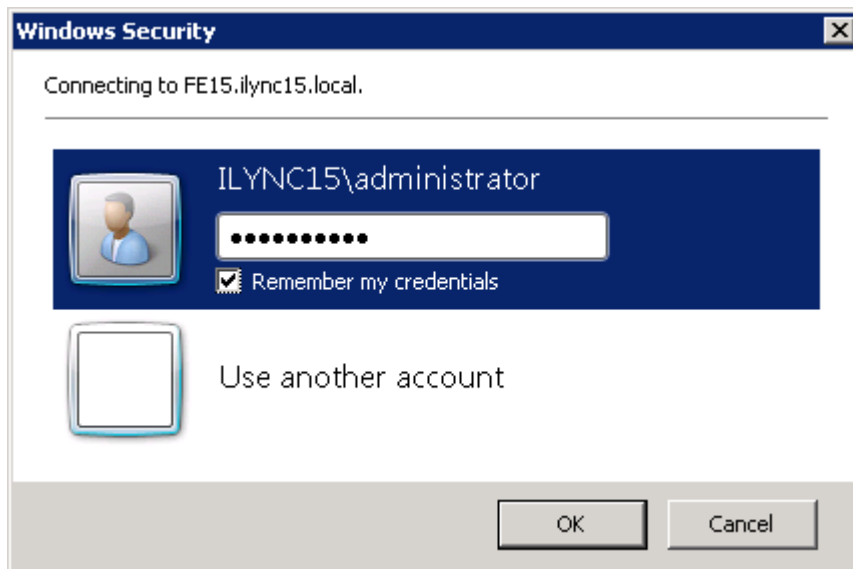 Windows Security
Connecting to FE15.ilync15.local.
ILYNC15\administrator
●●●●●●●●●●
Remember my credentials
Use another account
OK
Cancel